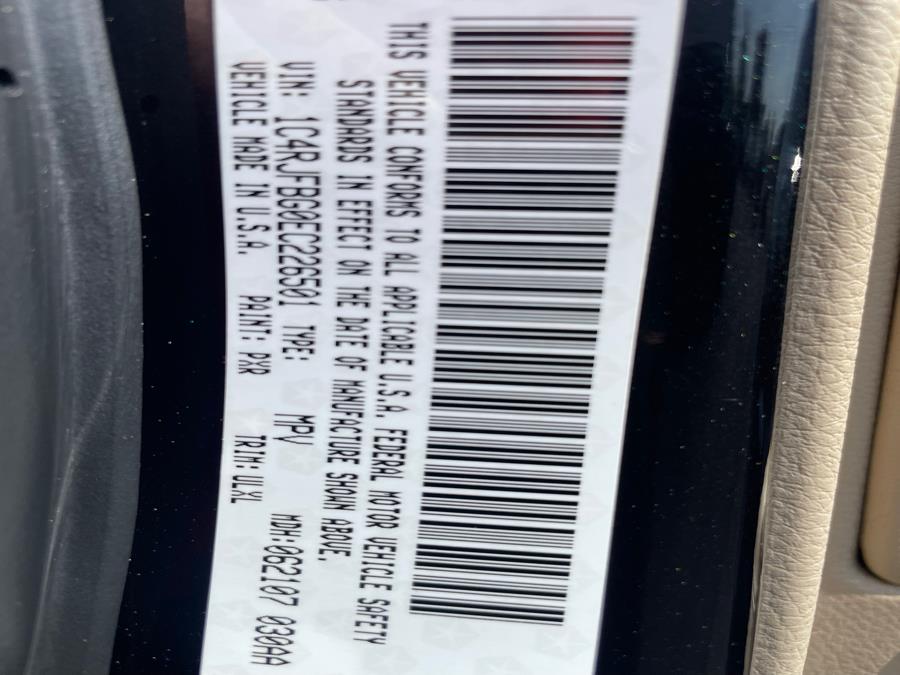 THIS VEHICLE CONFORMS TO ALL APPLICABLE U.S.A. FEDERAL MOTOR VEHICLE SAFETY
STANDARDS IN EFFECT ON THE DATE OF MANUFACTURE SHOWN ABOVE.
VIN: 1C4RJFBG0EC226501 TYPE: MPV MDH:062107 030AA
VEHICLE MADE IN U.S.A. PAINT: PXR TRIM: ULXL